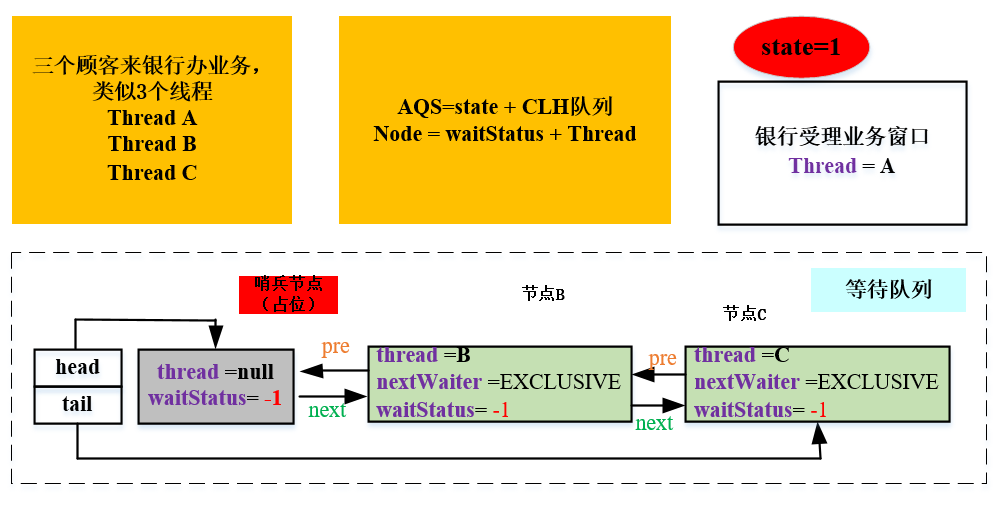 三个顾客来银行办业务，
类似3个线程
Thread A
Thread B
Thread C
AQS=state + CLH队列
Node = waitStatus + Thread
state=1
银行受理业务窗口
Thread = A
哨兵节点
（占位）
节点B
节点C
等待队列
head
tail
thread =null
waitStatus= -1
pre
next
thread =B
nextWaiter =EXCLUSIVE
waitStatus= -1
pre
next
thread =C
nextWaiter =EXCLUSIVE
waitStatus= -1